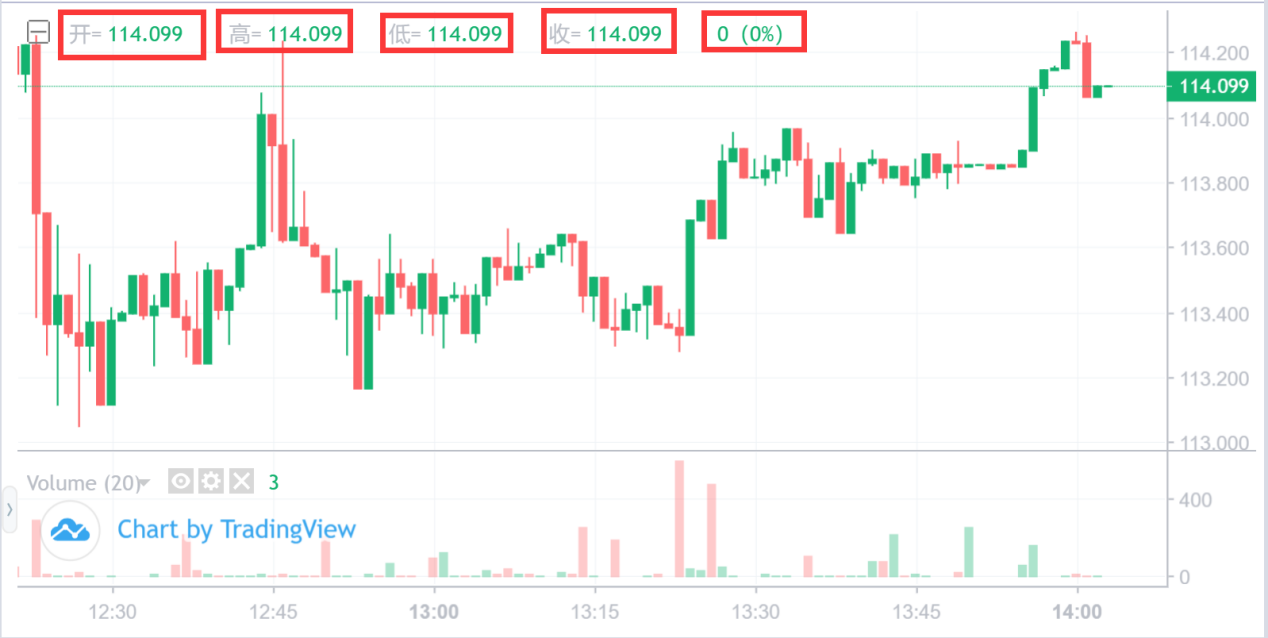 开= 114.099 高= 114.099 低= 114.099 收= 114.099 0 (0%)
114.200
114.099
114.000
113.800
113.600
113.400
113.200
113.000
Volume (20) 3
400
Chart by TradingView
0
12:30 12:45 13:00 13:15 13:30 13:45 14:00